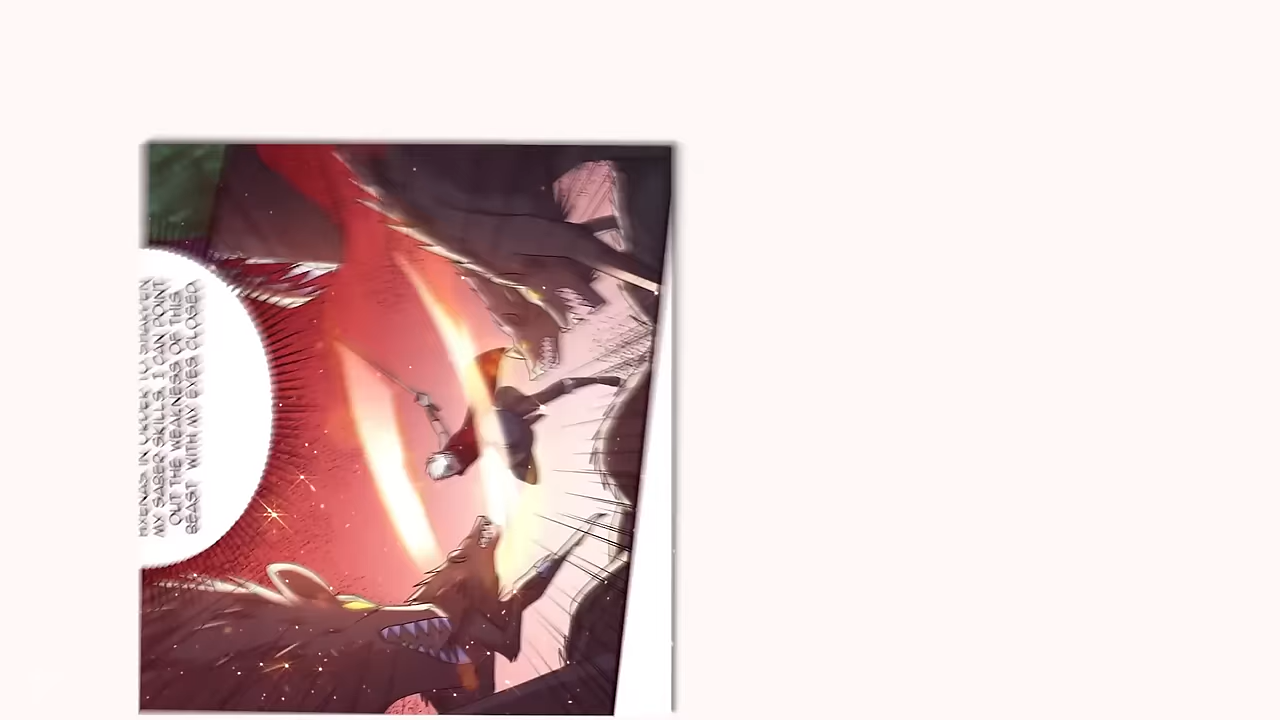 MY SABER SKILLS, I CAN POINT
OUT THE WEAKNESS OF THIS
BEAST WITH MY EYES CLOSED.